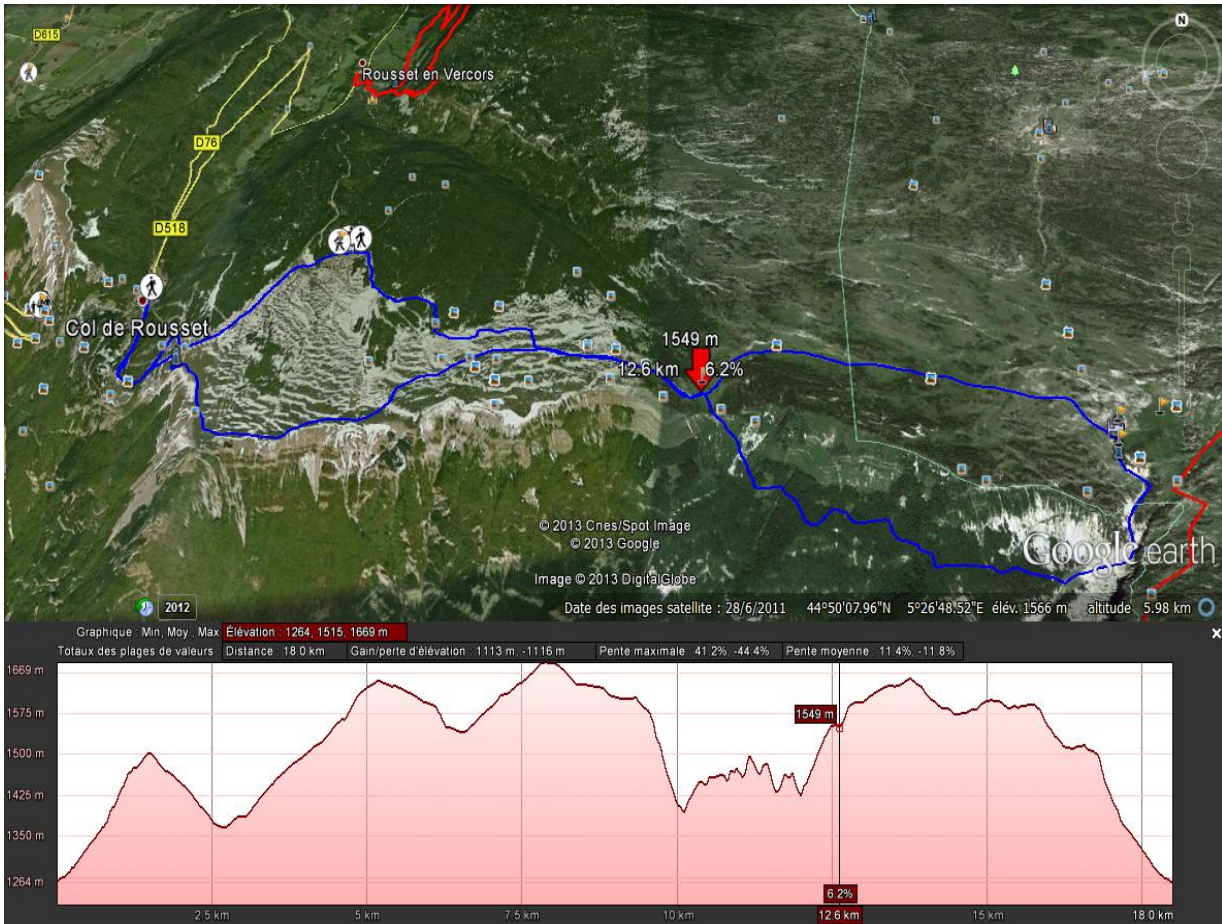 D615
N
Rousset en Vercors
D76
D518
Col de Rousset
1549 m
12.6 km 6.2%
© 2013 Cnes/Spot Image
© 2013 Google
Google earth
Image © 2013 DigitalGlobe
2012
Date des images satellite : 28/6/2011 44°50'07.96"N 5°26'48.52"E élév. 1566 m altitude 5.98 km
Graphique : Min, Moy , Max Élévation : 1264, 1515, 1669 m
Totaux des plages de valeurs : Distance : 18.0 km Gain/perte d'élévation : 1113 m, -1116 m Pente maximale : 41.2%, -44.4% Pente moyenne : 11.4%, -11.8%
1669 m
1575 m
1549 m
1500 m
1425 m
1350 m
1264 m
6.2%
2.5 km 5 km 7.5 km 10 km 12.6 km 15 km 18.0 km